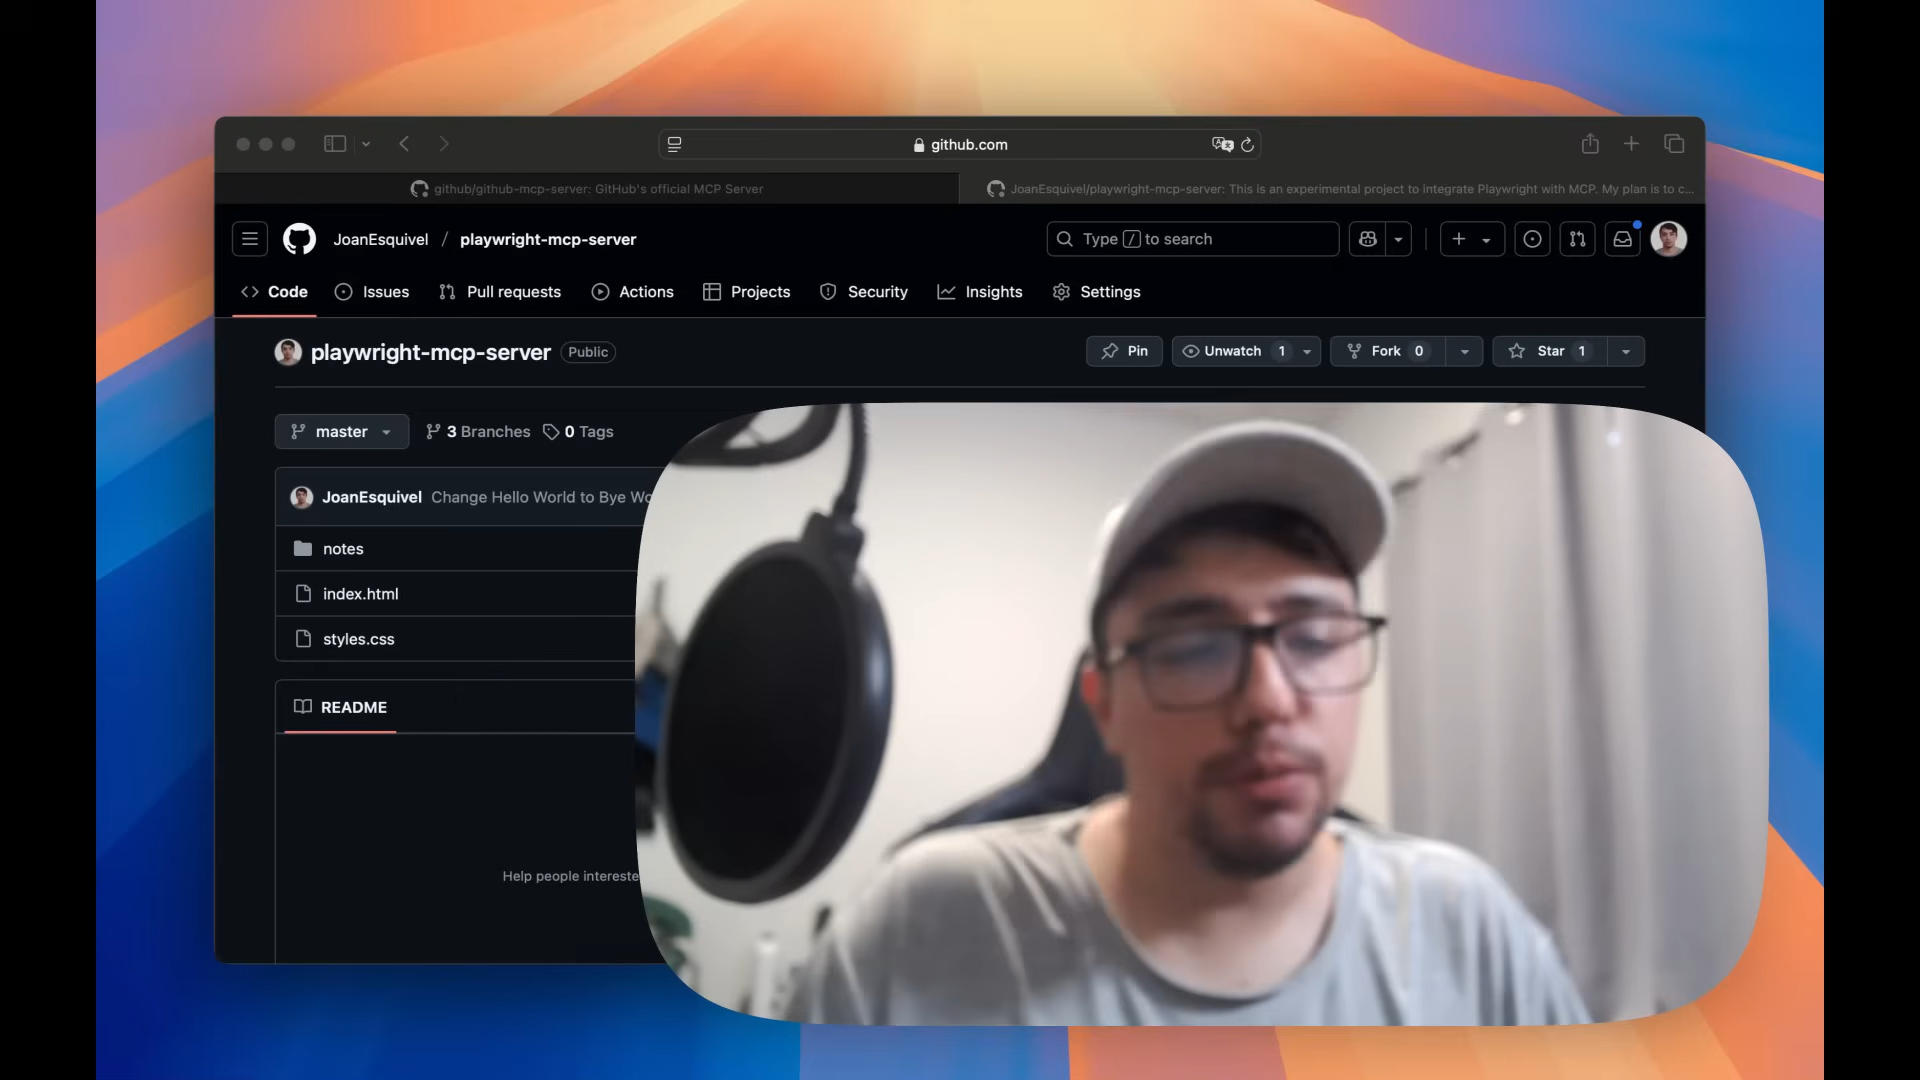 github.com
github/github-mcp-server: GitHub's official MCP Server
JoanEsquivel/playwright-mcp-server: This is an experimental project to integrate Playwright with MCP. My plan is to c...
JoanEsquivel / playwright-mcp-server
Type / to search
Code Issues Pull requests Actions Projects Security Insights Settings
playwright-mcp-server Public
Pin Unwatch 1 Fork 0 Star 1
master 3 Branches 0 Tags
JoanEsquivel Change Hello World to Bye
notes
index.html
styles.css
README
Help people